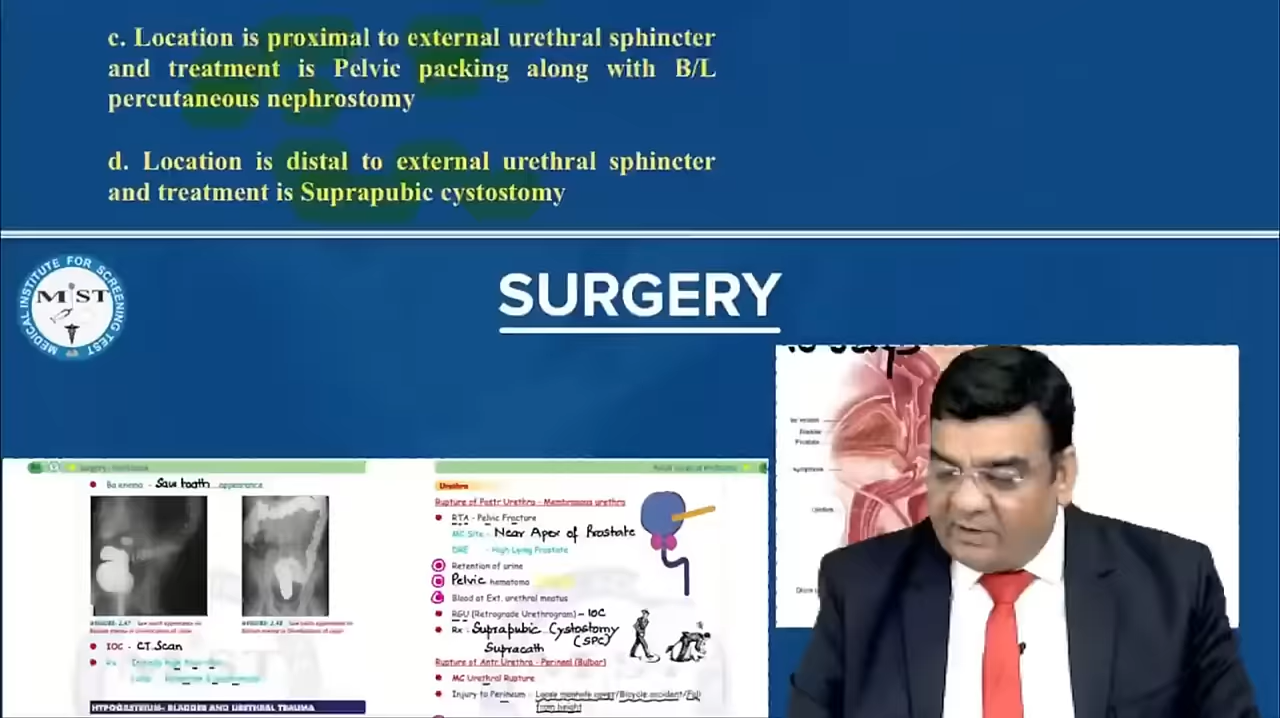 c. Location is proximal to external urethral sphincter
and treatment is Pelvic packing along with B/L
percutaneous nephrostomy
d. Location is distal to external urethral sphincter
and treatment is Suprapubic cystostomy
MEDICAL INSTITUTE FOR SCREENING TEST
MIST
SURGERY
Ba enema - Saw tooth appearance
IOC - CT Scan
Rx
HYPOGASTRIUM- BLADDER AND URETHRAL TRAUMA
Urethra
Rupture of Postr Urethra - Membranous urethra
RTA - Pelvic Fracture
MC Site - Near Apex of Prostate
DRE - High Lying Prostate
Retention of urine
Pelvic hematoma
Blood at Ext. urethral meatus
RGU (Retrograde Urethrogram) - IOC
Rx - Suprapubic Cystostomy
(SPC)
Supracath
Rupture of Antr Urethra - Perineal (Bulbar)
MC Urethral Rupture
Injury to Perineum - Loose manhole cover/Bicycle accident/Fall
from height
Bladder
Prostate
Symphysis